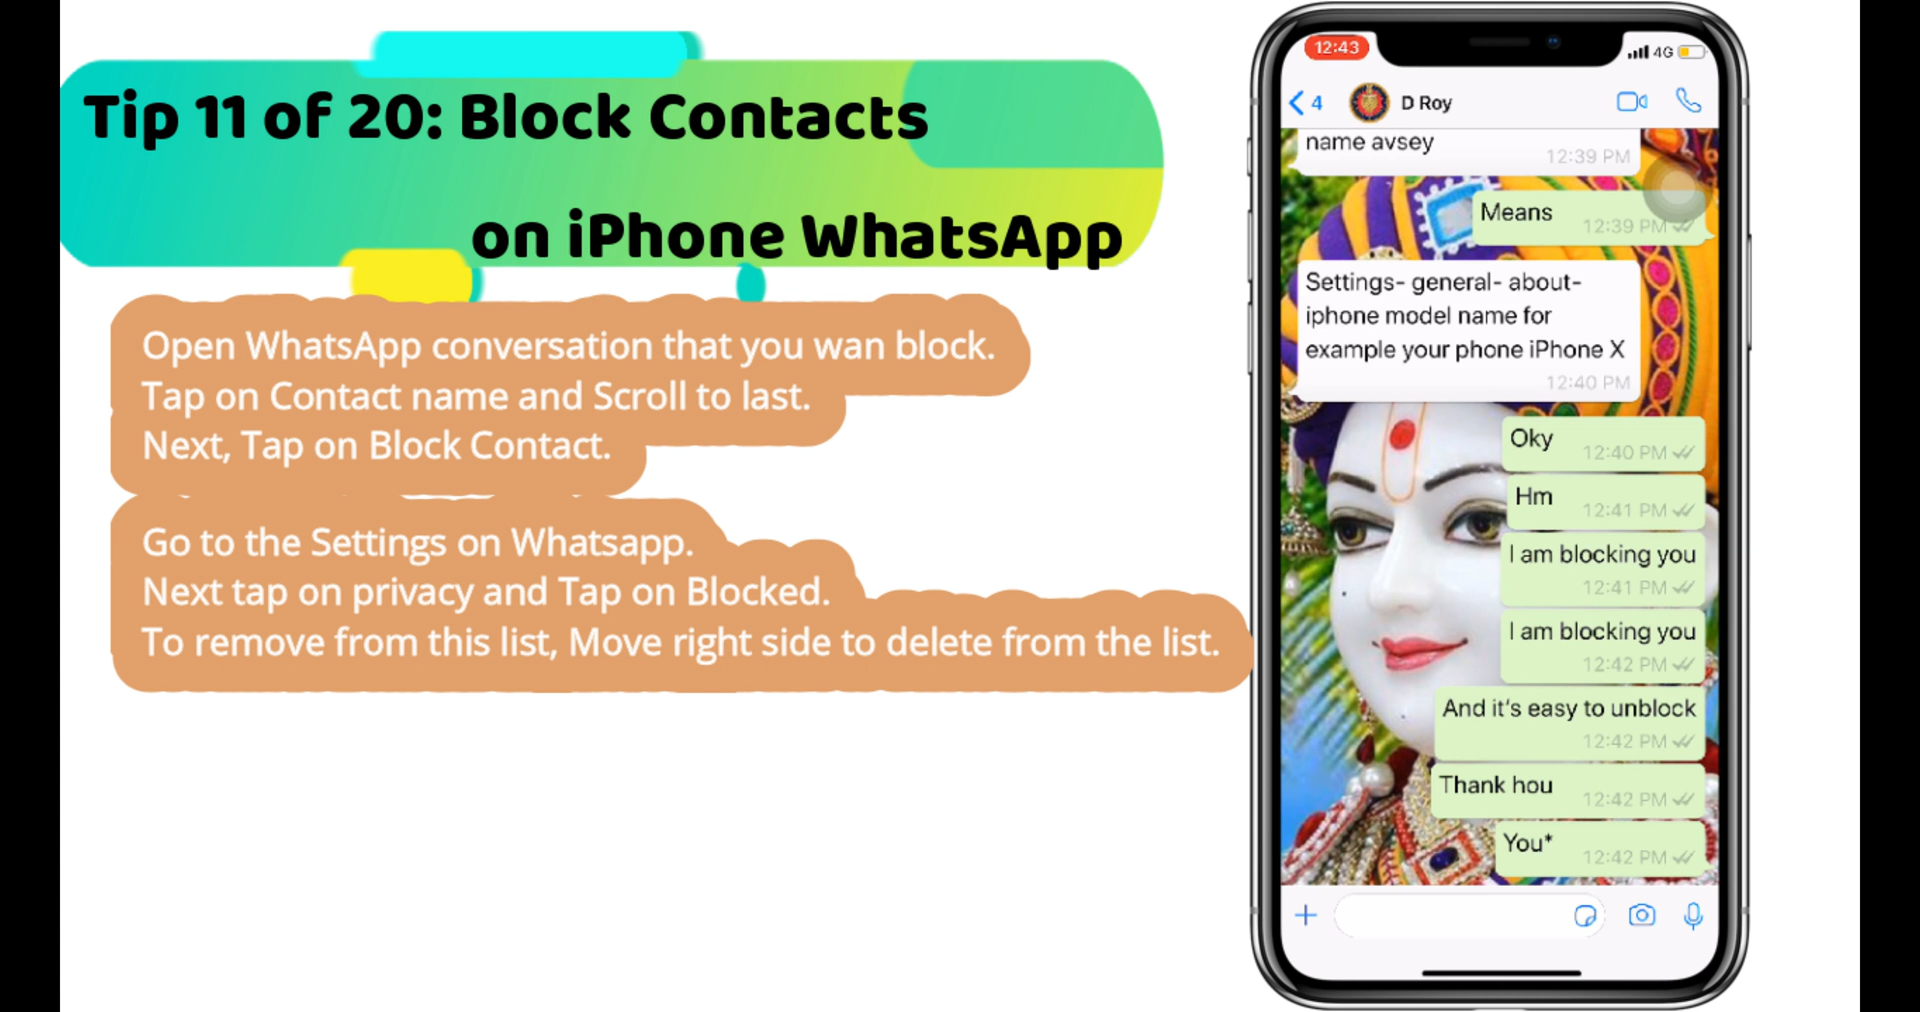 Tip 11 of 20: Block Contacts
on iPhone WhatsApp
Open WhatsApp conversation that you wan block.
Tap on Contact name and Scroll to last.
Next, Tap on Block Contact.
Go to the Settings on Whatsapp.
Next tap on privacy and Tap on Blocked.
To remove from this list, Move right side to delete from the list.
12:43
4G
4
D Roy
name avsey
12:39 PM
Means
12:39 PM
Settings- general- about-
iphone model name for
example your phone iPhone X
12:40 PM
Oky
12:40 PM
Hm
12:41 PM
I am blocking you
12:41 PM
I am blocking you
12:42 PM
And it's easy to unblock
12:42 PM
Thank hou
12:42 PM
You*
12:42 PM